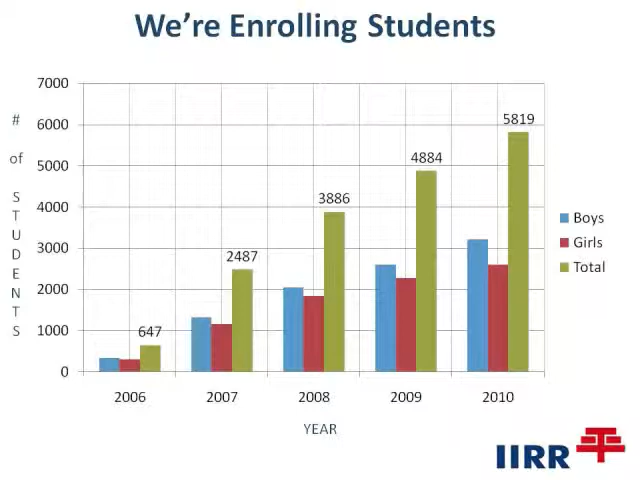 We’re Enrolling Students
# of STUDENTS
7000
6000
5000
4000
3000
2000
1000
0
647
2487
3886
4884
5819
2006 2007 2008 2009 2010
YEAR
Boys
Girls
Total
IIRR